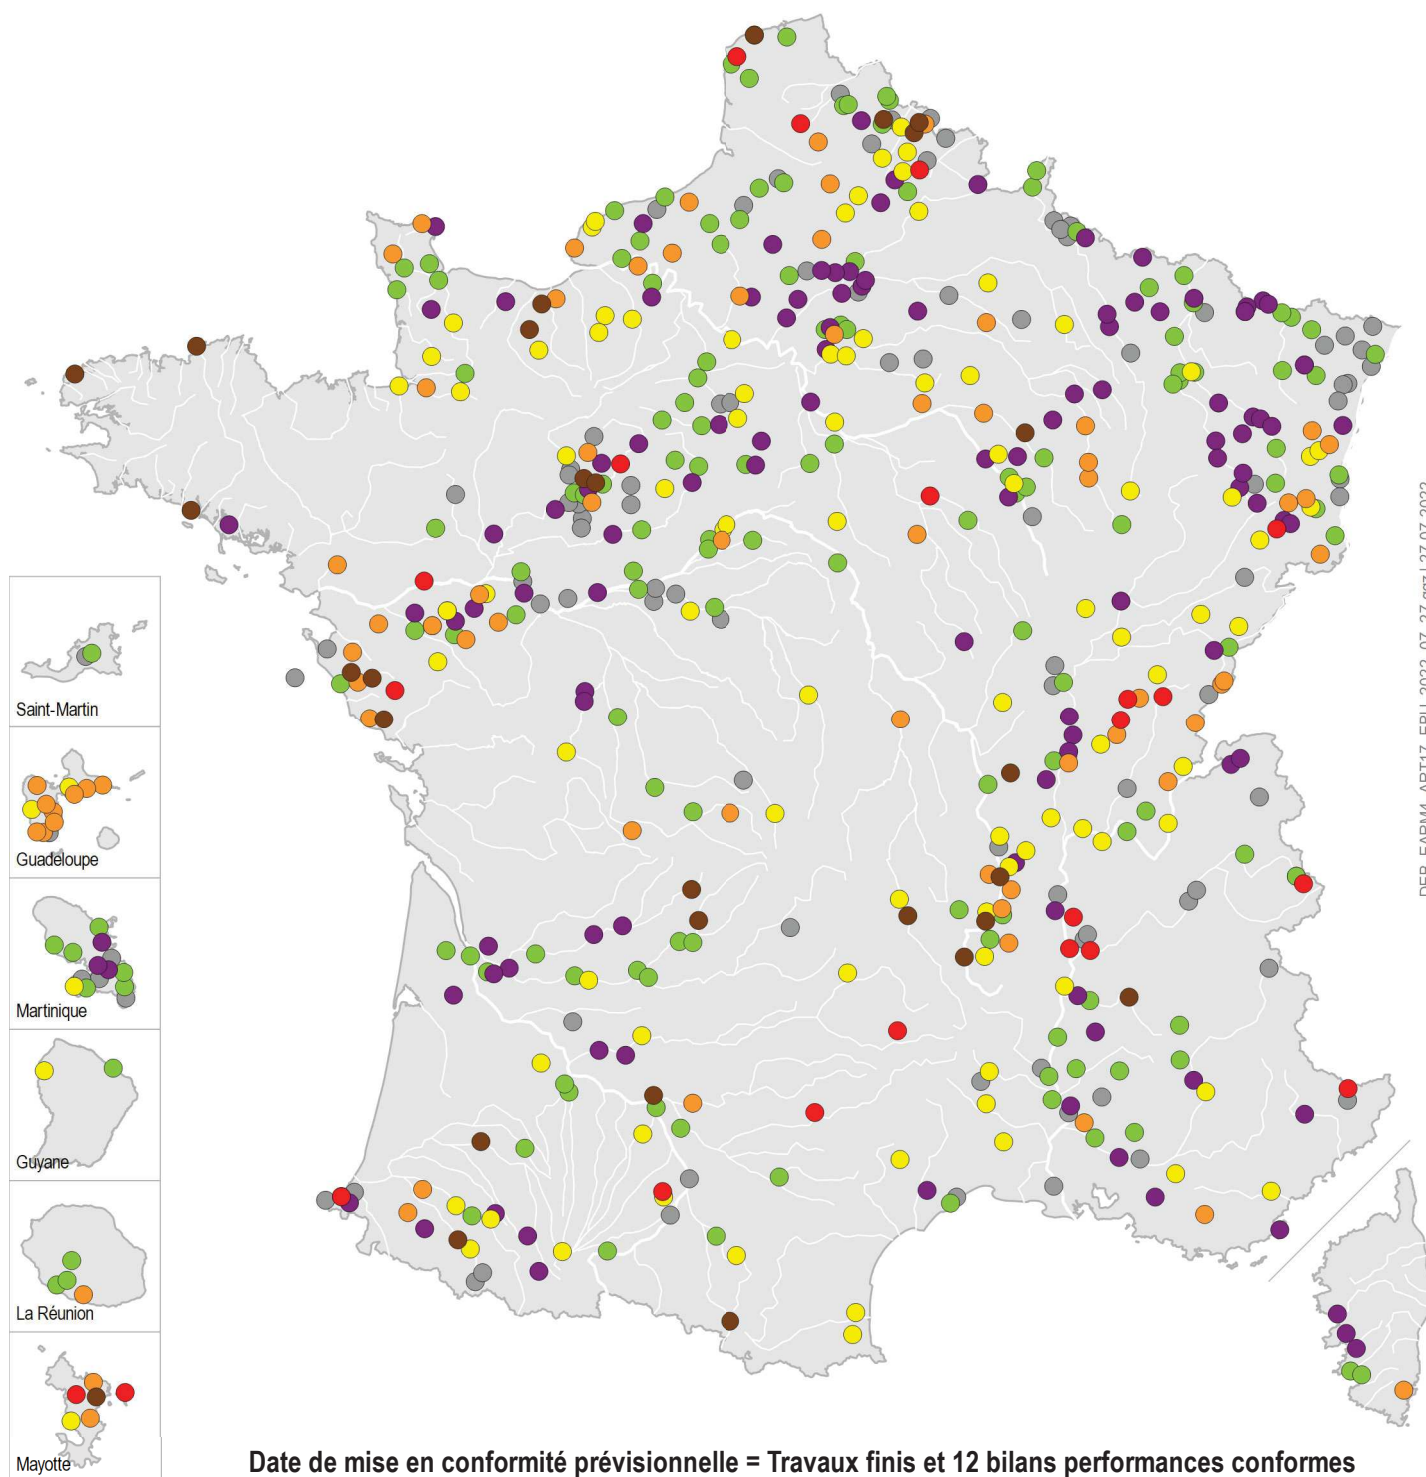 Saint-Martin
Guadeloupe
Martinique
Guyane
La Réunion
Mayotte
Date de mise en conformité prévisionnelle = Travaux finis et 12 bilans performances conformes